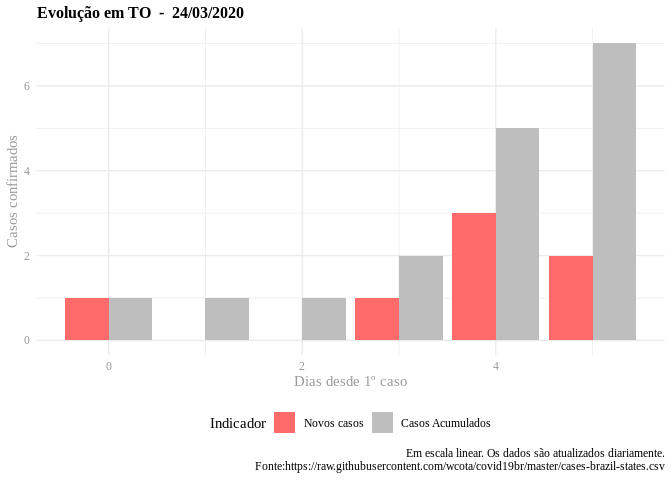 Evolução em TO  -  24/03/2020
Casos confirmados
6
4
2
0
0 2 4
Dias desde 1º caso
Indicador Novos casos Casos Acumulados
Em escala linear. Os dados são atualizados diariamente.
Fonte:https://raw.githubusercontent.com/wcota/covid19br/master/cases-brazil-states.csv